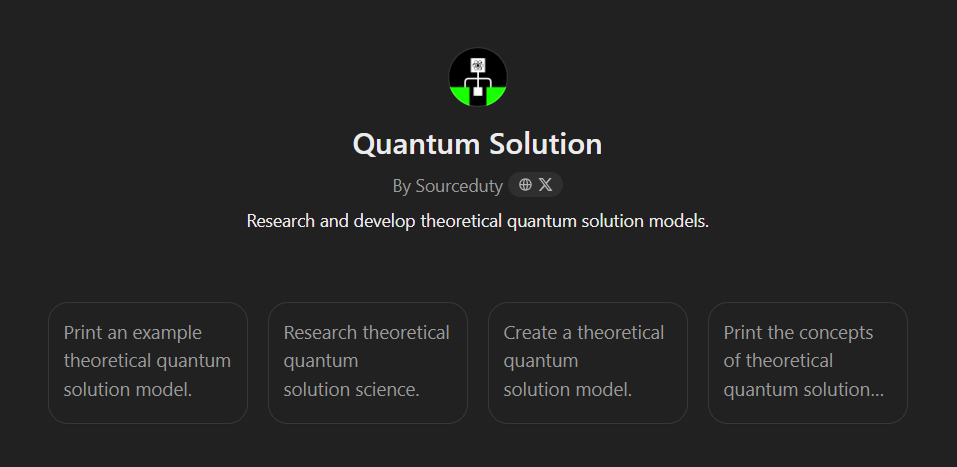 Quantum Solution
By Sourceduty
Research and develop theoretical quantum solution models.
Print an example
theoretical quantum
solution model.
Research theoretical
quantum
solution science.
Create a theoretical
quantum
solution model.
Print the concepts
of theoretical
quantum solution...